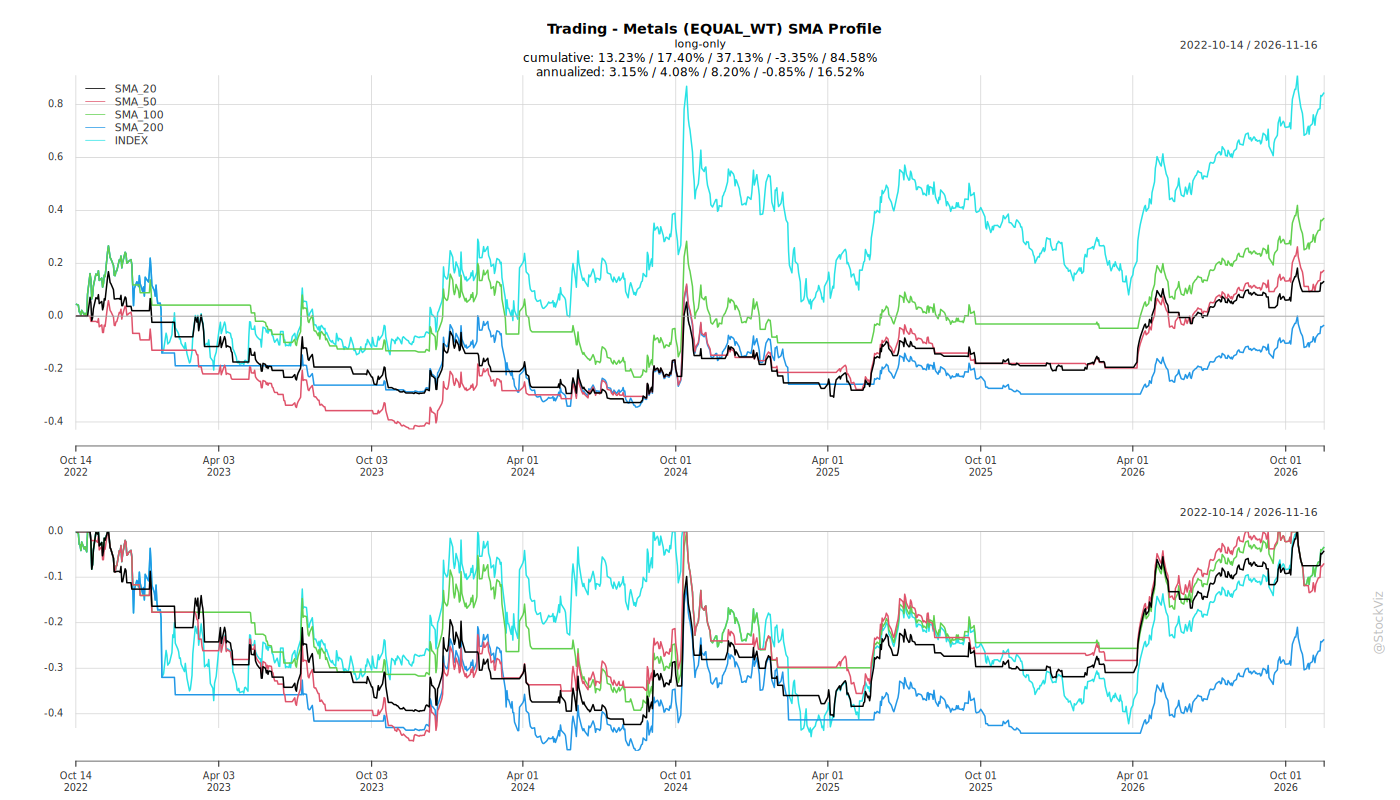 Trading - Metals (EQUAL_WT) SMA Profile
long-only
2022-10-14 / 2026-11-16
cumulative: 13.23% / 17.40% / 37.13% / -3.35% / 84.58%
annualized: 3.15% / 4.08% / 8.20% / -0.85% / 16.52%
SMA_20
SMA_50
SMA_100
SMA_200
INDEX
0.8
0.6
0.4
0.2
0.0
-0.2
-0.4
Oct 14 Apr 03 Oct 03 Apr 01 Oct 01 Apr 01 Oct 01 Apr 01 Oct 01
2022 2023 2023 2024 2024 2025 2025 2026 2026
2022-10-14 / 2026-11-16
0.0
-0.1
-0.2
-0.3
-0.4
Oct 14 Apr 03 Oct 03 Apr 01 Oct 01 Apr 01 Oct 01 Apr 01 Oct 01
2022 2023 2023 2024 2024 2025 2025 2026 2026
@StockViz